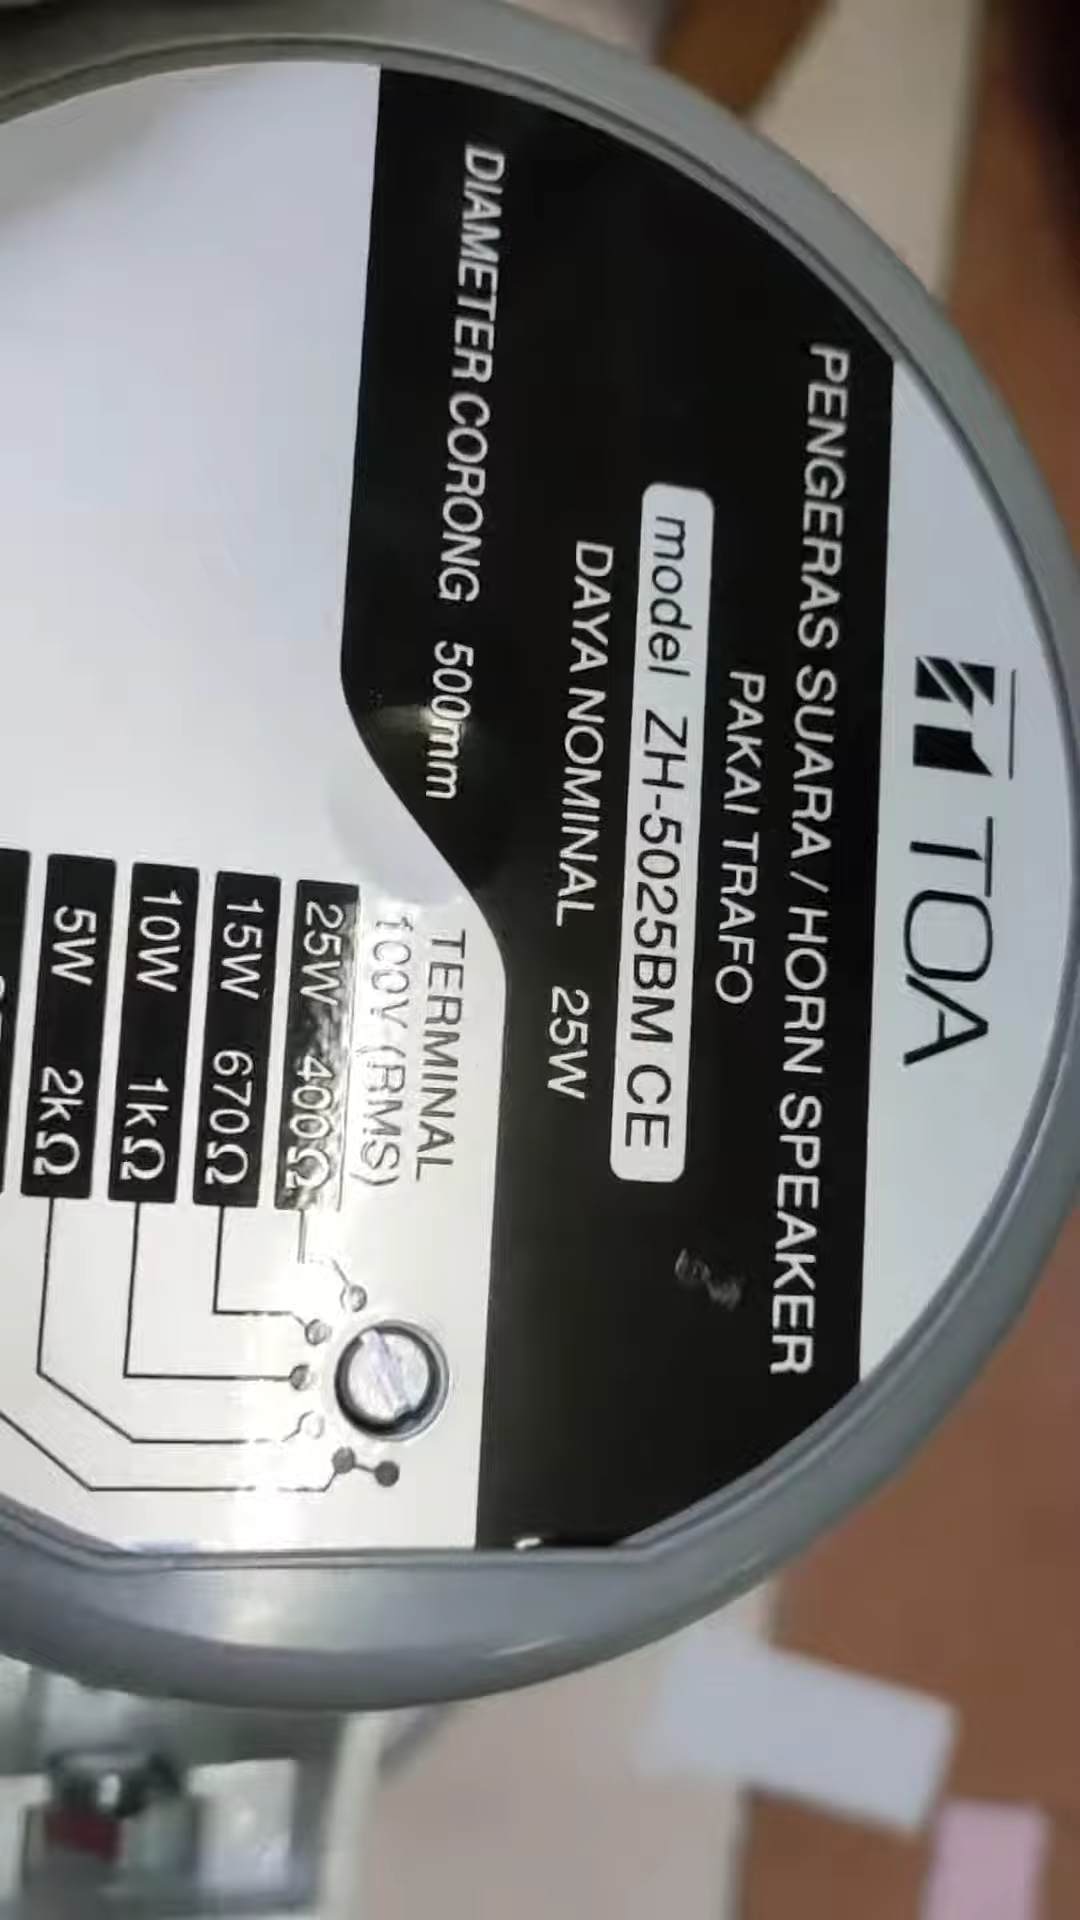 TOA
PENGERAS SUARA / HORN SPEAKER
PAKAI TRAFO
model ZH-5025BM CE
DAYA NOMINAL 25W
DIAMETER CORONG 500mm
TERMINAL
100V (RMS)
25W 400Ω
15W 670Ω
10W 1kΩ
5W 2kΩ